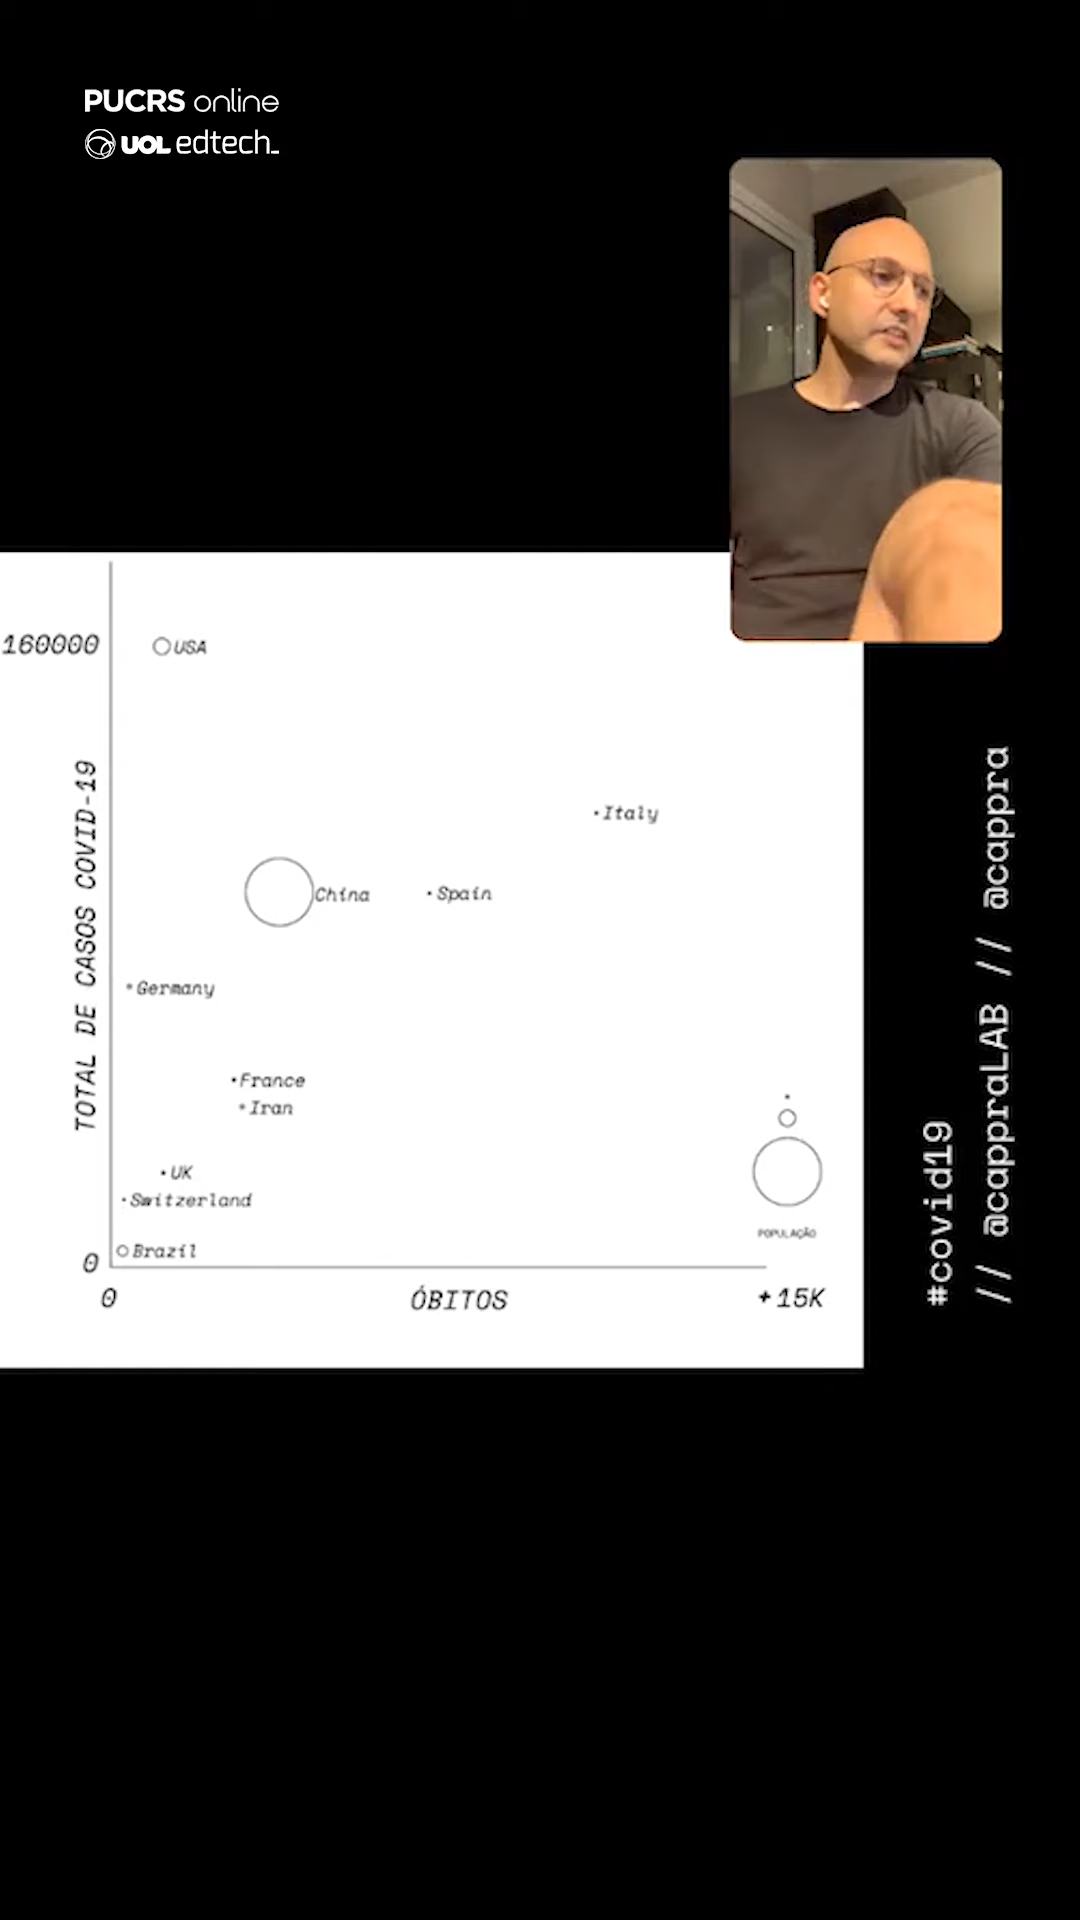 PUCRS online
UOL edtech_
160000
USA
TOTAL DE CASOS COVID-19
Italy
China
Spain
Germany
France
Iran
UK
Switzerland
Brazil
POPULAÇÃO
0
0
ÓBITOS
+15K
#covid19
// @cappraLAB // @cappra